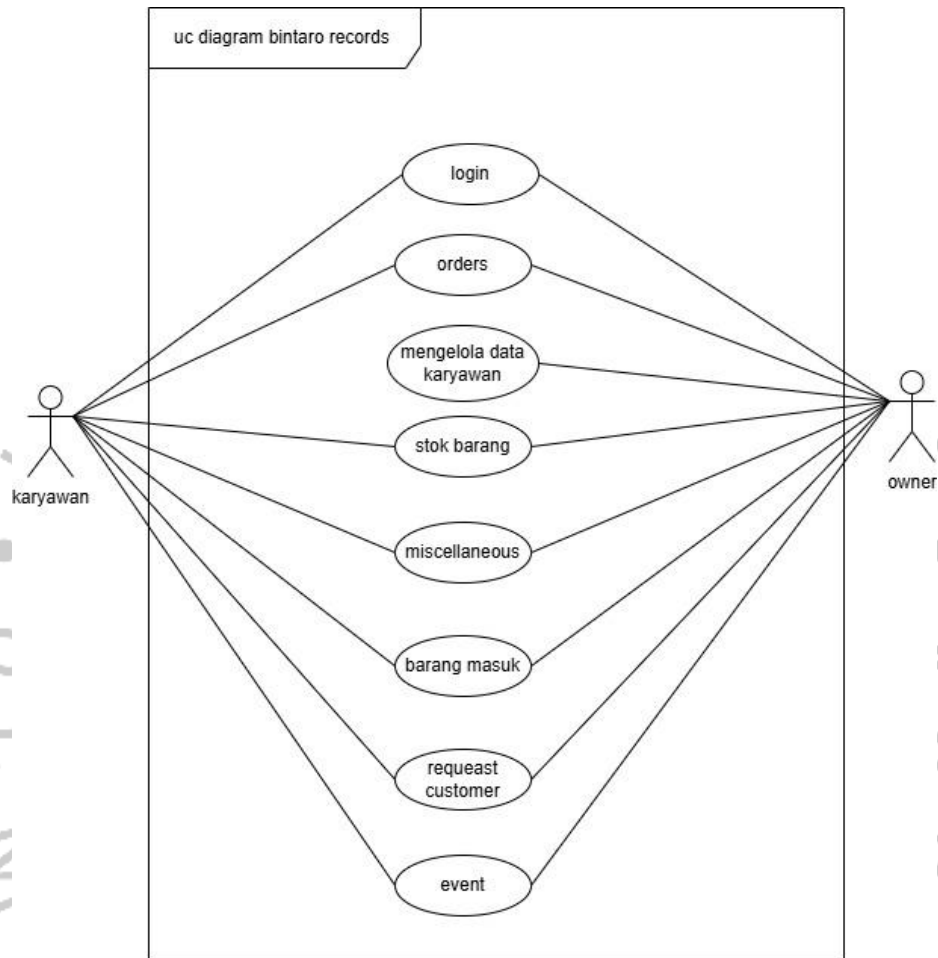 uc diagram bintaro records
login
orders
mengelola data
karyawan
stok barang
karyawan
owner
miscellaneous
barang masuk
requeast
customer
event